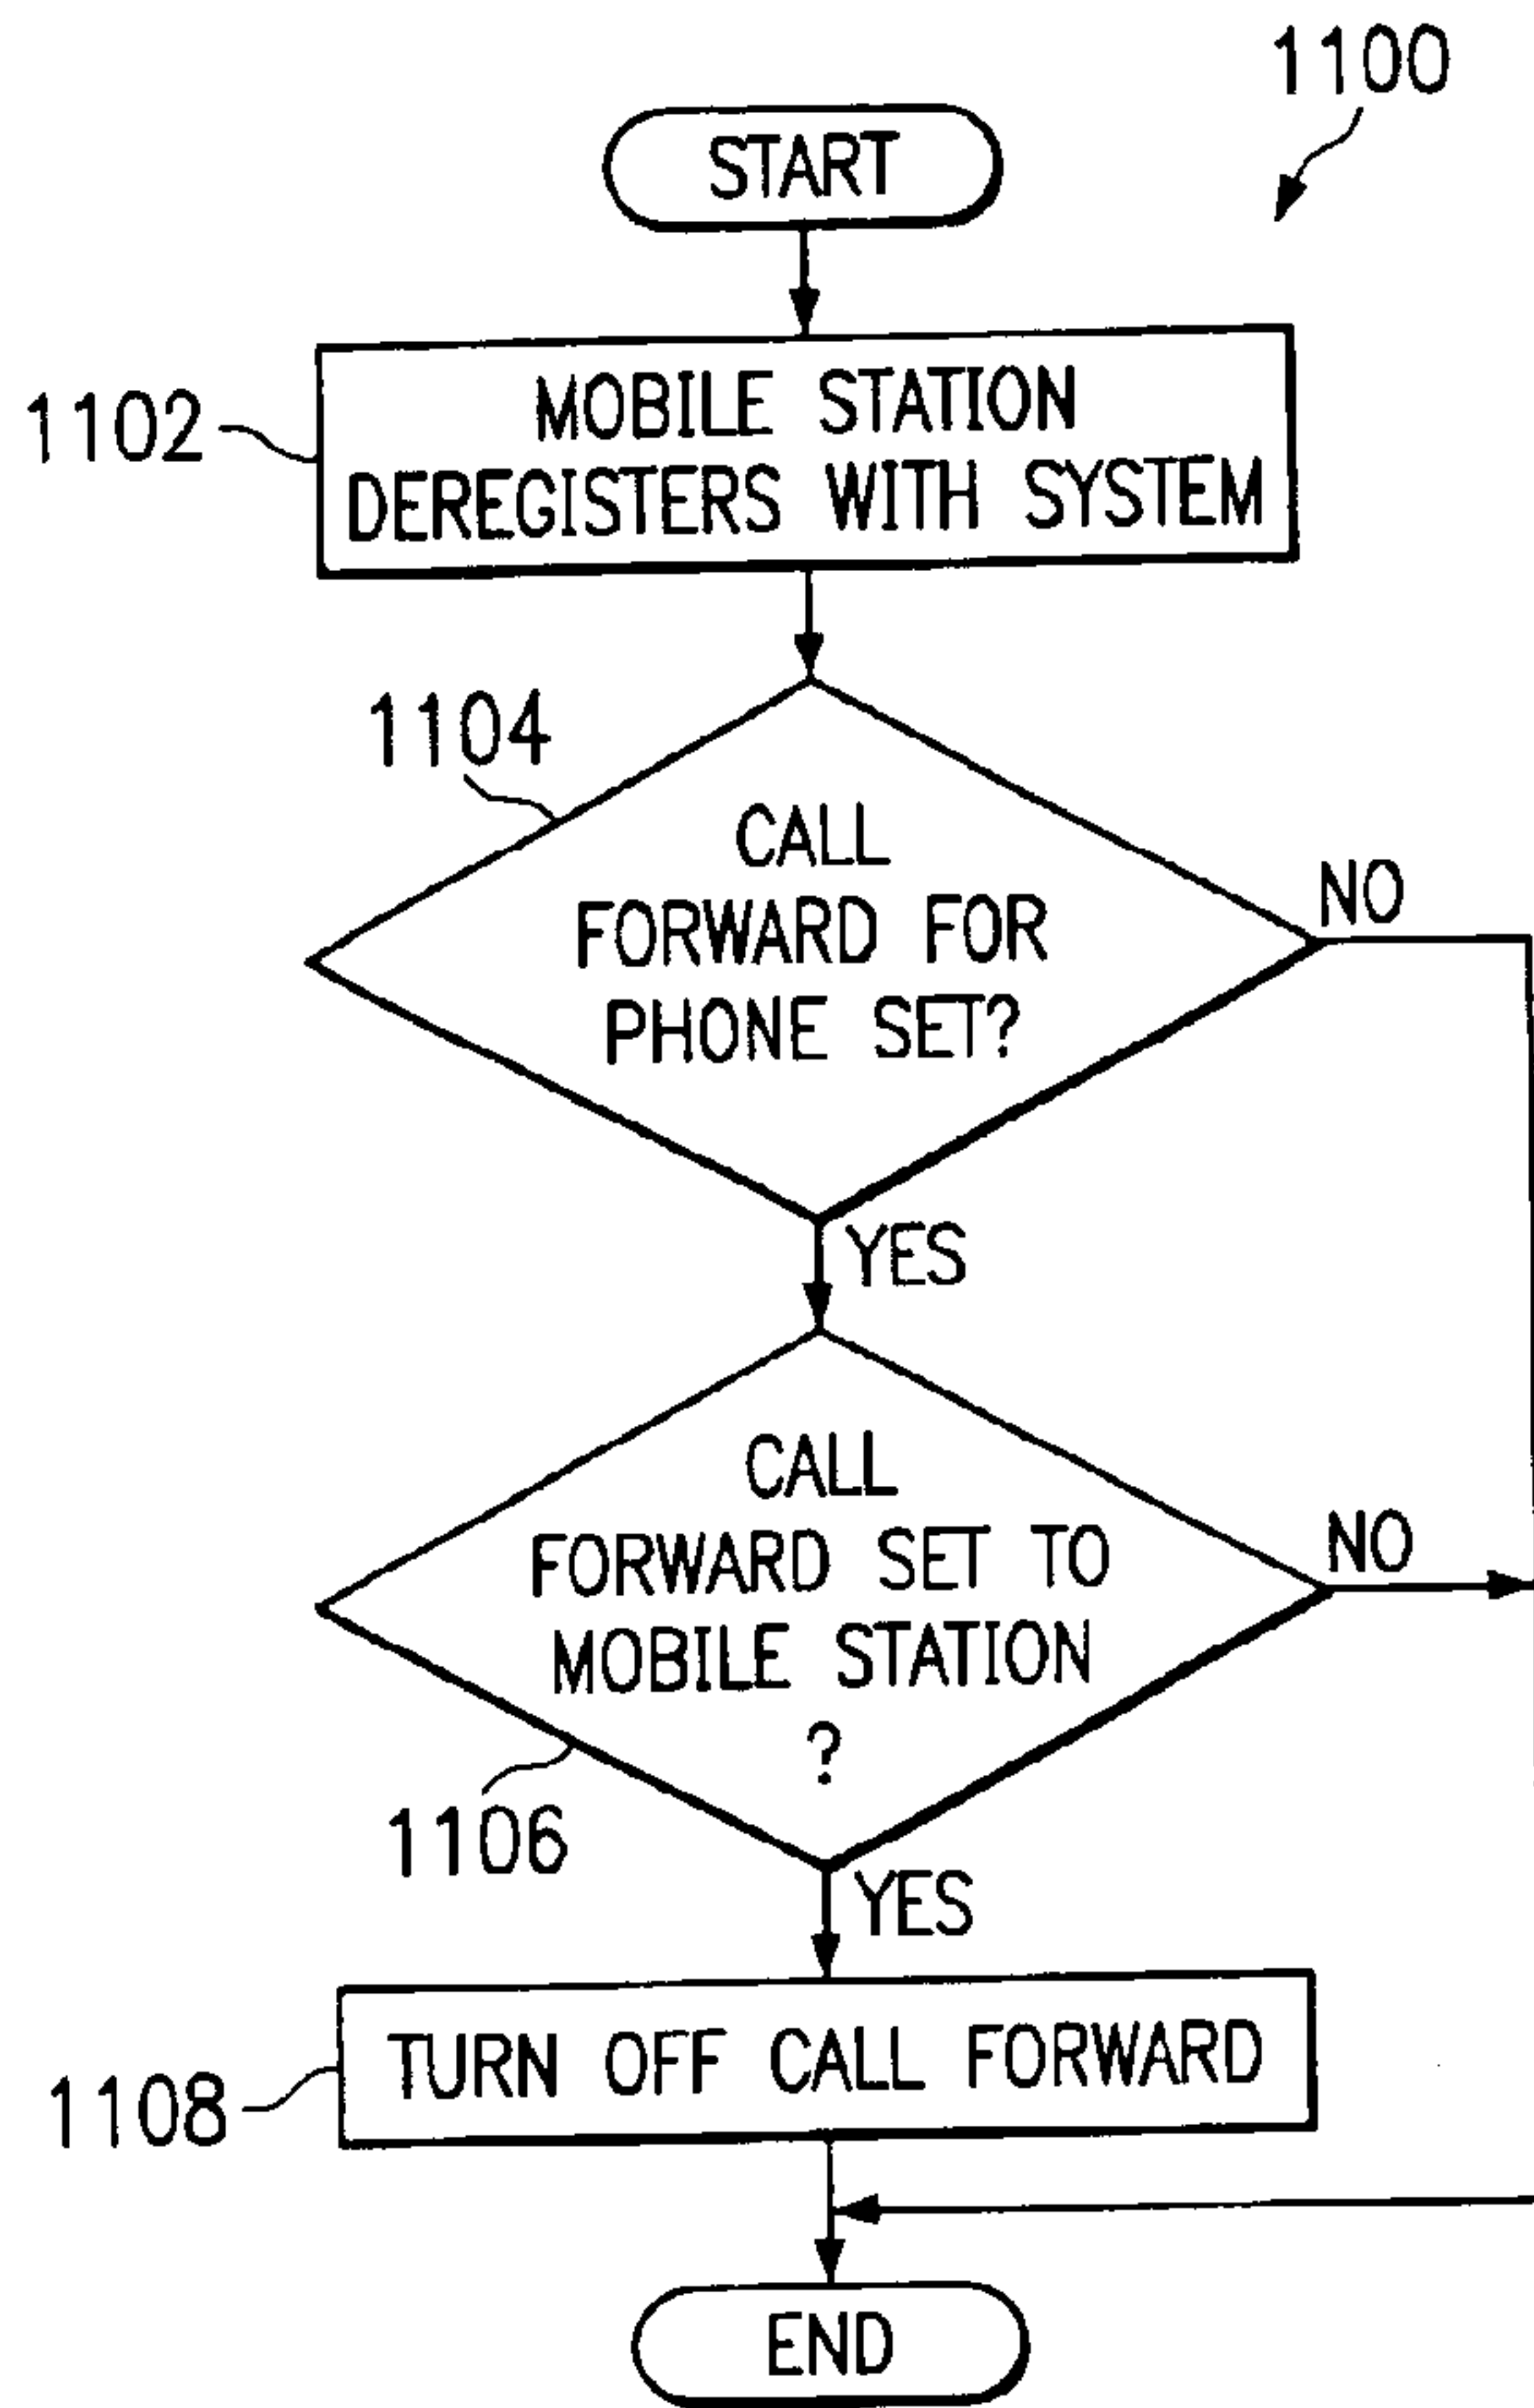 1100
START
1102
MOBILE STATION
DEREGISTERS WITH SYSTEM
1104
CALL
FORWARD FOR
PHONE SET?
NO
YES
CALL
FORWARD SET TO
MOBILE STATION
?
NO
1106
YES
TURN OFF CALL FORWARD
1108
END